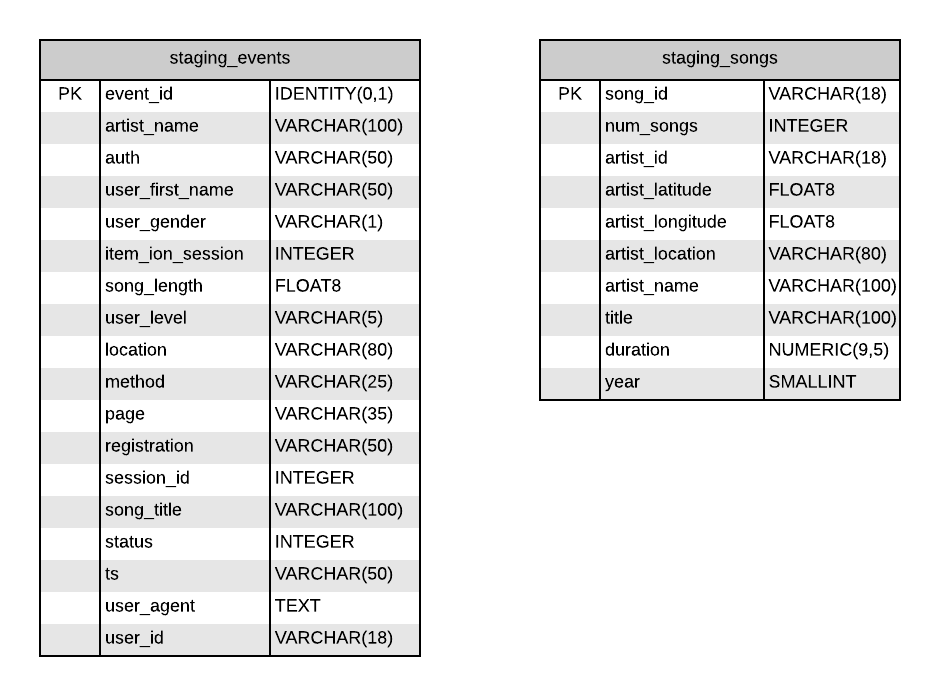 staging_events
PK event_id IDENTITY(0,1)
artist_name VARCHAR(100)
auth VARCHAR(50)
user_first_name VARCHAR(50)
user_gender VARCHAR(1)
item_ion_session INTEGER
song_length FLOAT8
user_level VARCHAR(5)
location VARCHAR(80)
method VARCHAR(25)
page VARCHAR(35)
registration VARCHAR(50)
session_id INTEGER
song_title VARCHAR(100)
status INTEGER
ts VARCHAR(50)
user_agent TEXT
user_id VARCHAR(18)
staging_songs
PK song_id VARCHAR(18)
num_songs INTEGER
artist_id VARCHAR(18)
artist_latitude FLOAT8
artist_longitude FLOAT8
artist_location VARCHAR(80)
artist_name VARCHAR(100)
title VARCHAR(100)
duration NUMERIC(9,5)
year SMALLINT